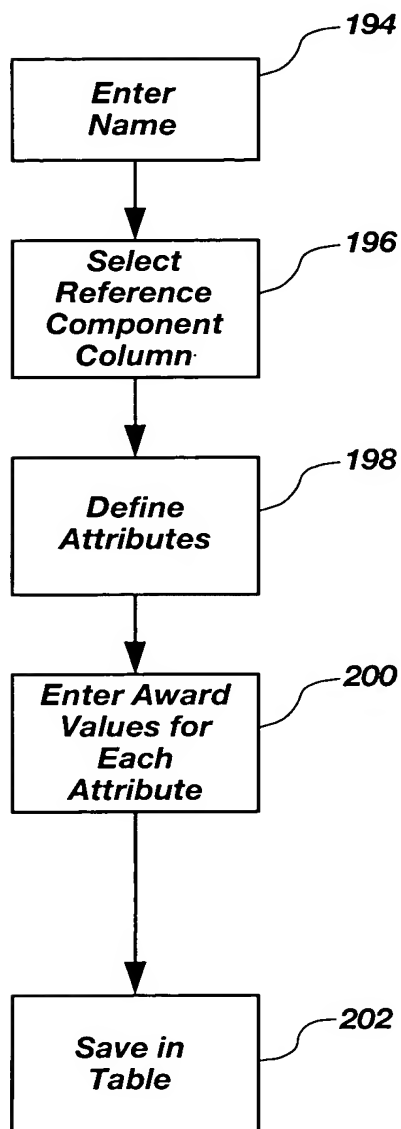 194
Enter
Name
196
Select
Reference
Component
Column
198
Define
Attributes
200
Enter Award
Values for
Each
Attribute
202
Save in
Table